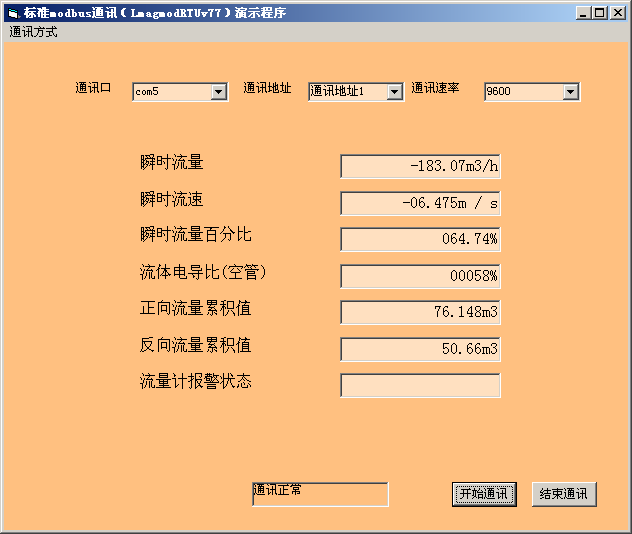 标准modbus通讯(LmagmodRTUv77)演示程序
通讯方式
通讯口 com5 通讯地址 通讯地址1 通讯速率 9600
瞬时流量 -183.07m3/h
瞬时流速 -06.475m / s
瞬时流量百分比 064.74%
流体电导比(空管) 00058%
正向流量累积值 76.148m3
反向流量累积值 50.66m3
流量计报警状态
通讯正常 开始通讯 结束通讯